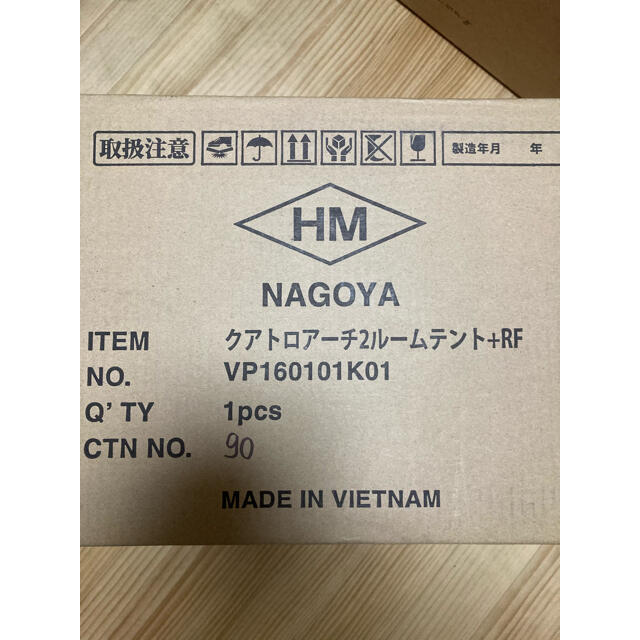 取扱注意 製造年月 年
HM
NAGOYA
ITEM クアトロアーチ2ルームテント+RF
NO. VP160101K01
Q' TY 1pcs
CTN NO. 90
MADE IN VIETNAM